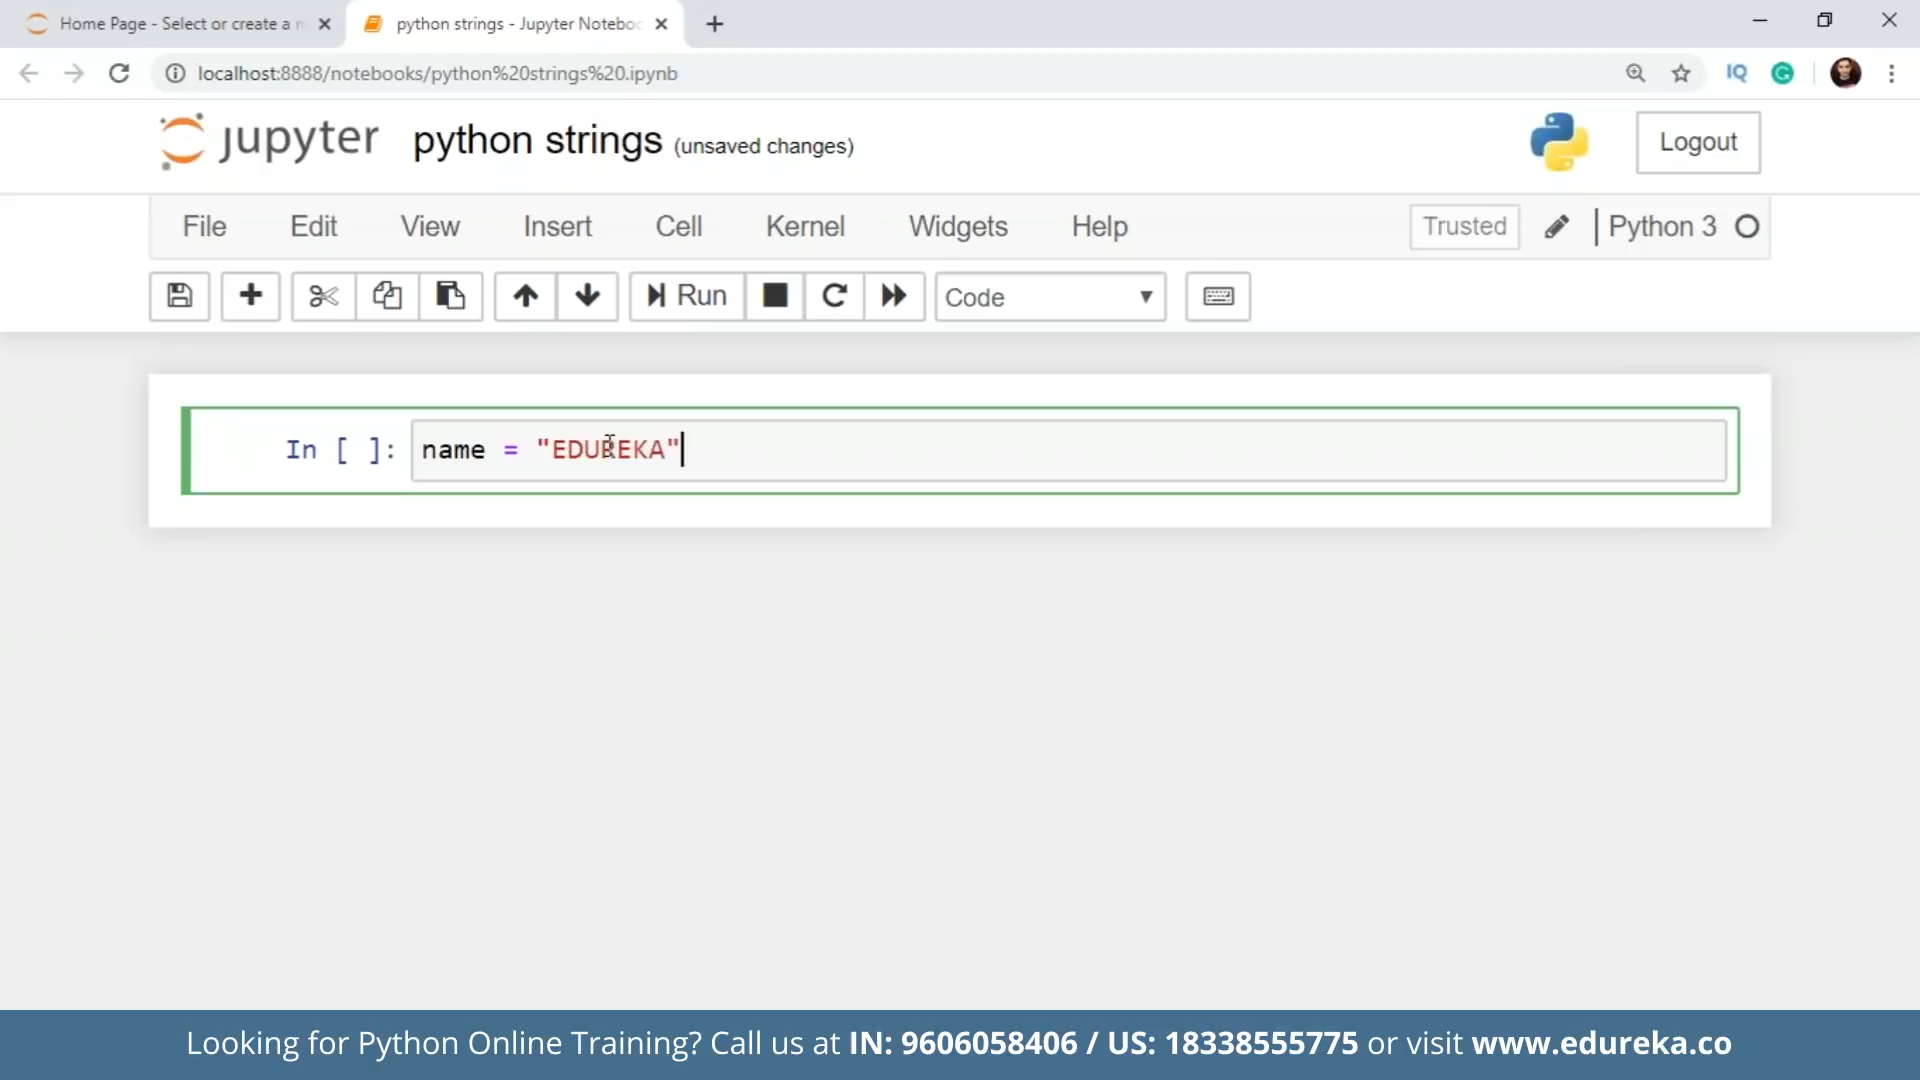 Home Page - Select or create a n
python strings - Jupyter Noteboo
localhost:8888/notebooks/python%20strings%20.ipynb
IQ
G
jupyter python strings (unsaved changes)
Logout
File Edit View Insert Cell Kernel Widgets Help Trusted Python 3
Run Code
In [ ]: name = "EDUREKA"
Looking for Python Online Training? Call us at IN: 9606058406 / US: 18338555775 or visit www.edureka.co